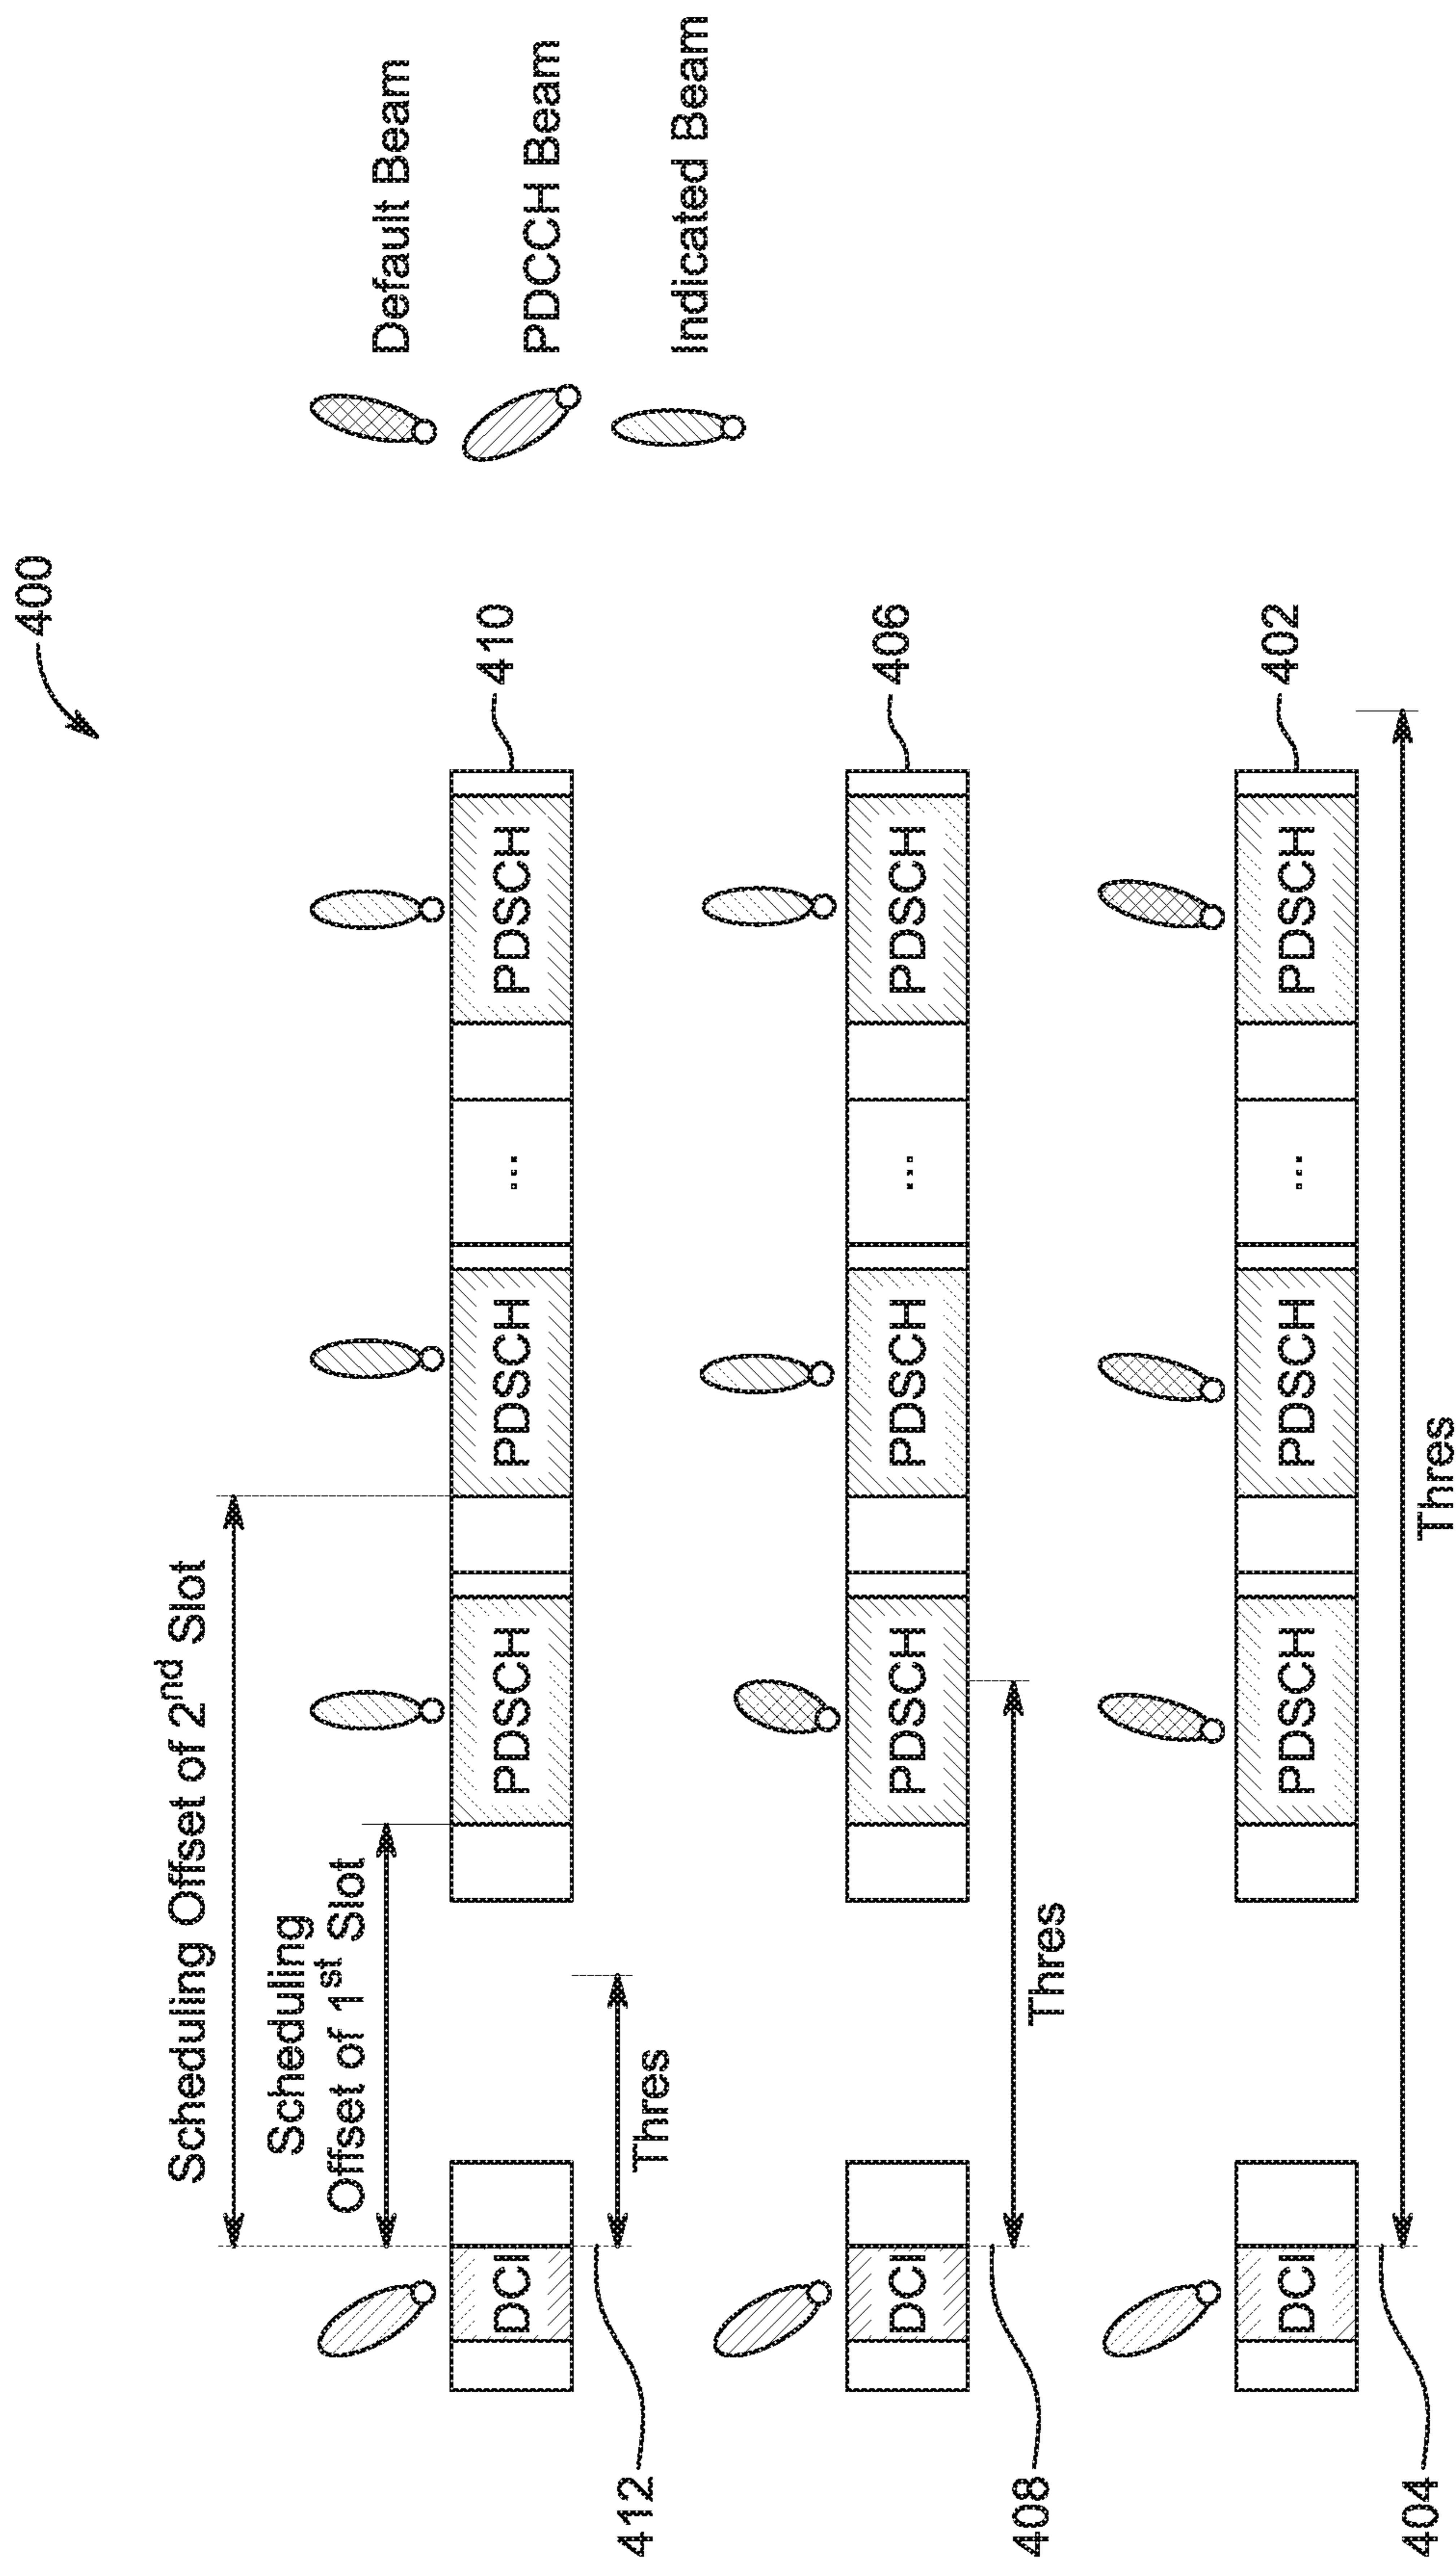 400
Default Beam
PDCCH Beam
Indicated Beam
Scheduling Offset of 2nd Slot
Scheduling
Offset of 1st Slot
DCI
PDSCH
PDSCH
...
PDSCH
410
Thres
412
DCI
PDSCH
PDSCH
...
PDSCH
406
Thres
408
DCI
PDSCH
PDSCH
...
PDSCH
402
Thres
404